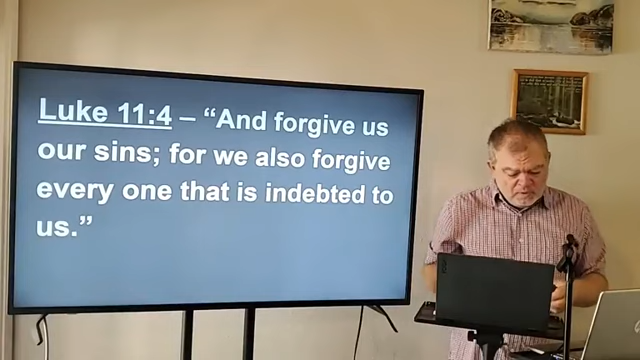 Luke 11:4 – “And forgive us
our sins; for we also forgive
every one that is indebted to
us.”